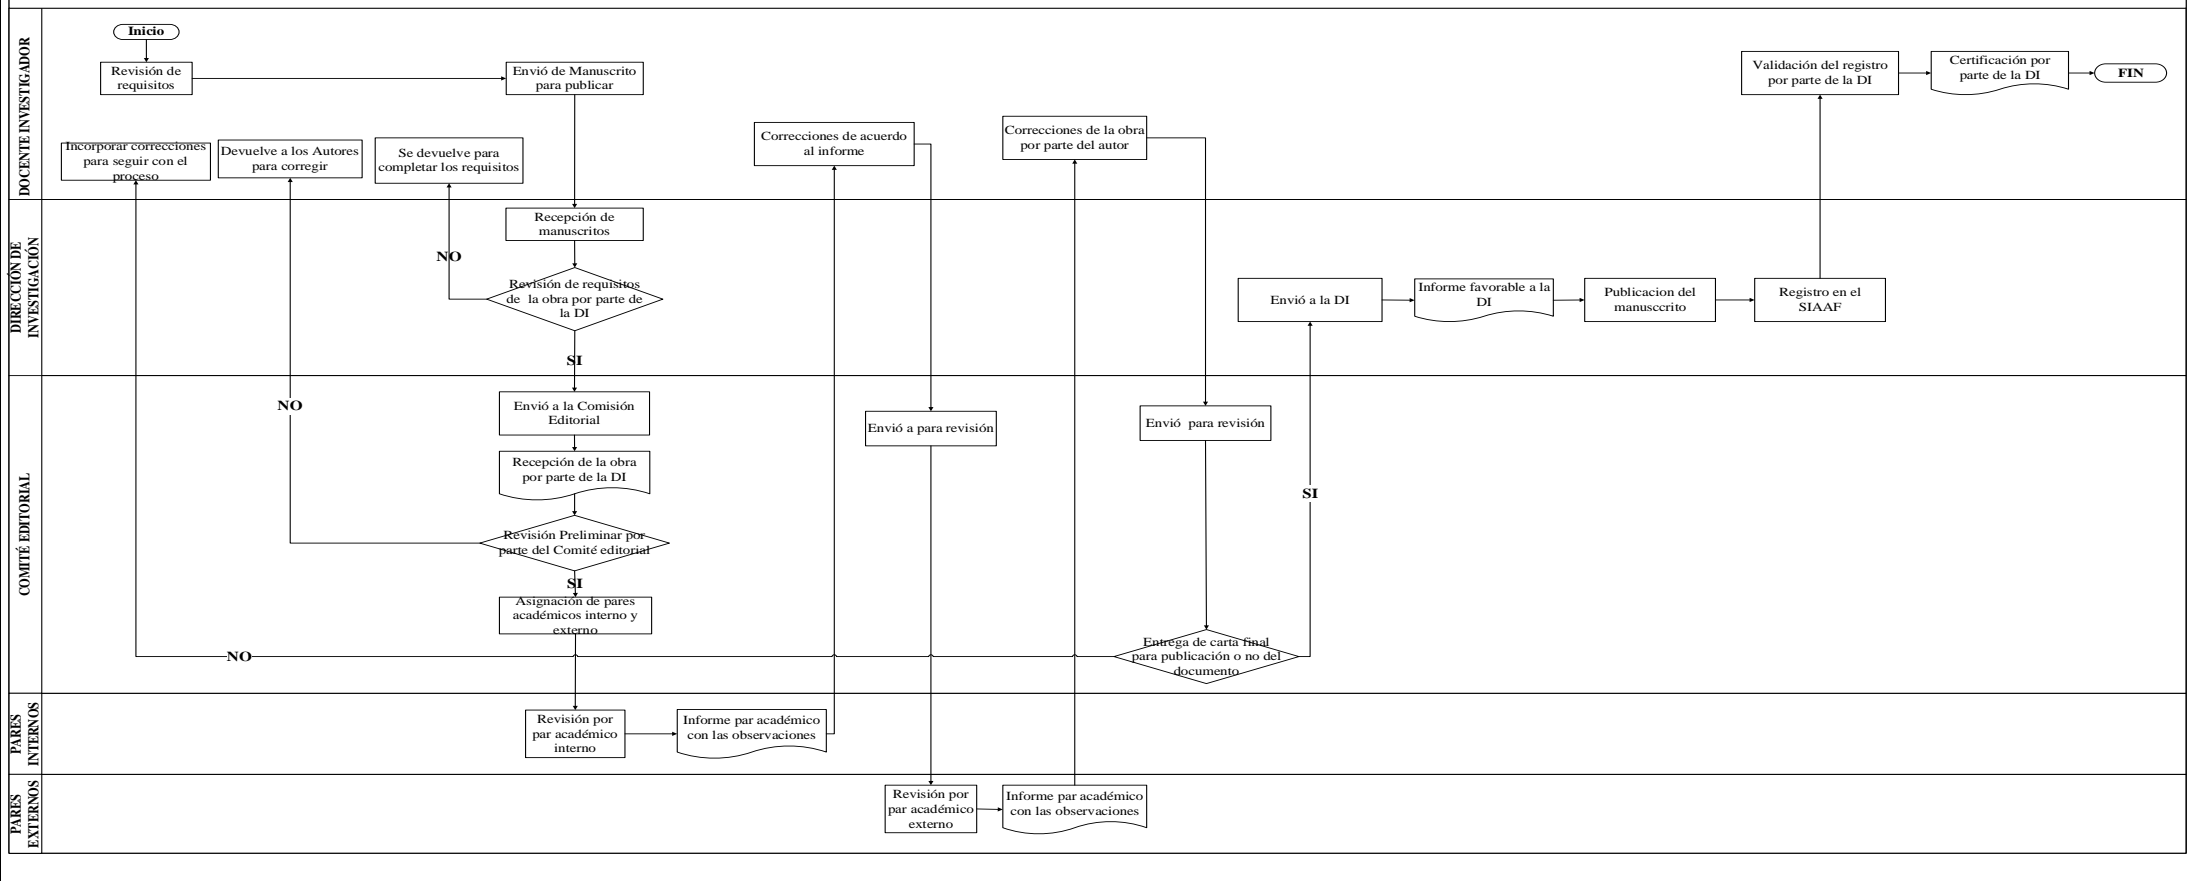 DOCENTE INVESTIGADOR
Inicio
Revisión de
requisitos
Envió de Manuscrito
para publicar
Validación del registro
por parte de la DI
Certificación por
parte de la DI
FIN
Incorporar correcciones
para seguir con el
proceso
Devuelve a los Autores
para corregir
Se devuelve para
completar los requisitos
Correcciones de acuerdo
al informe
Correcciones de la obra
por parte del autor
DIRECCIÓN DE
INVESTIGACIÓN
Recepción de
manuscritos
NO
Revisión de requisitos
de la obra por parte de
la DI
SI
Envió a la DI
Informe favorable a la
DI
Publicacion del
manusccrito
Registro en el
SIAAF
COMITÉ EDITORIAL
NO
Envió a la Comisión
Editorial
Envió a para revisión
Envió para revisión
Recepción de la obra
por parte de la DI
SI
Revisión Preliminar por
parte del Comité editorial
SI
Asignación de pares
académicos interno y
externo
NO
Entrega de carta final
para publicación o no del
documento
PARES
INTERNOS
Revisión por
par académico
interno
Informe par académico
con las observaciones
PARES
EXTERNOS
Revisión por
par académico
externo
Informe par académico
con las observaciones